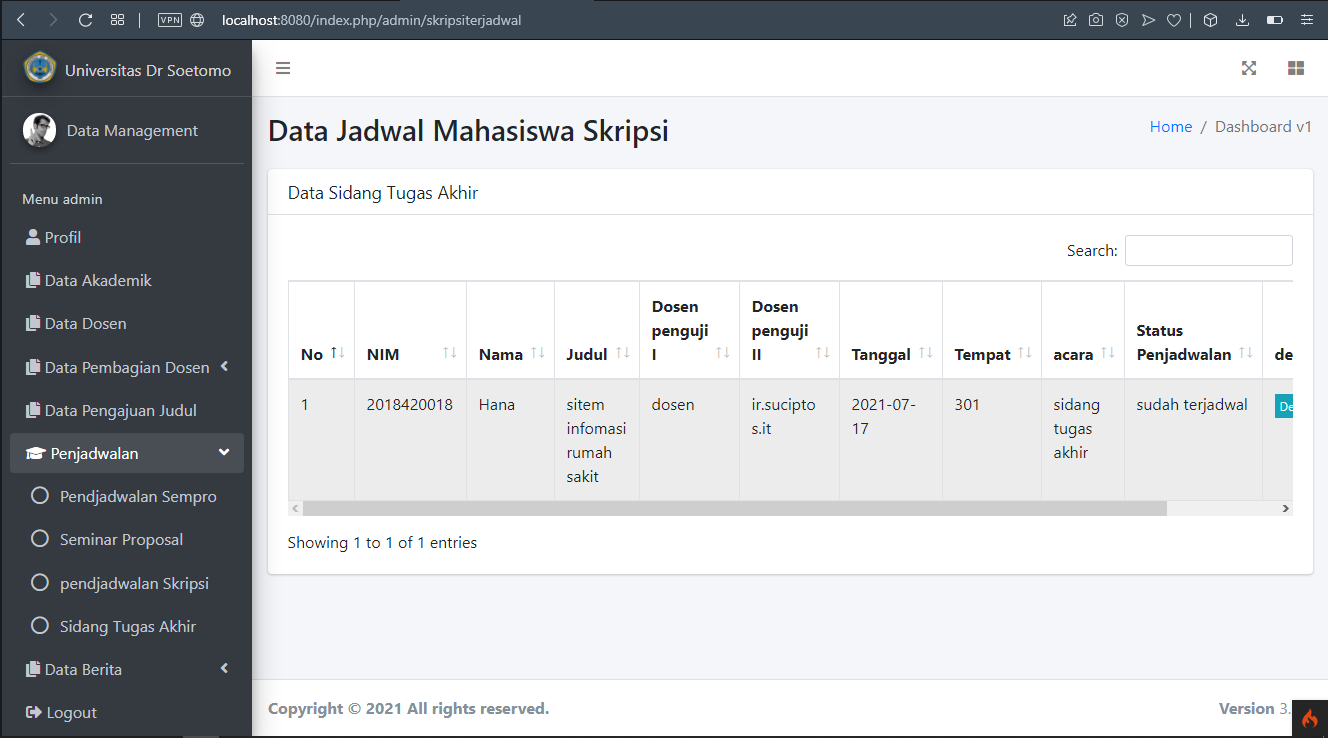 VPN
localhost:8080/index.php/admin/skripsiterjadwal
Universitas Dr Soetomo
Data Management
Menu admin
Profil
Data Akademik
Data Dosen
Data Pembagian Dosen
Data Pengajuan Judul
Penjadwalan
Pendjadwalan Sempro
Seminar Proposal
pendjadwalan Skripsi
Sidang Tugas Akhir
Data Berita
Logout
Data Jadwal Mahasiswa Skripsi
Home / Dashboard v1
Data Sidang Tugas Akhir
Search:
No NIM Nama Judul Dosen penguji I Dosen penguji II Tanggal Tempat acara Status Penjadwalan de
1 2018420018 Hana sitem infomasi rumah sakit dosen ir.sucipto s.it 2021-07-17 301 sidang tugas akhir sudah terjadwal De
Showing 1 to 1 of 1 entries
Copyright © 2021 All rights reserved.
Version 3.